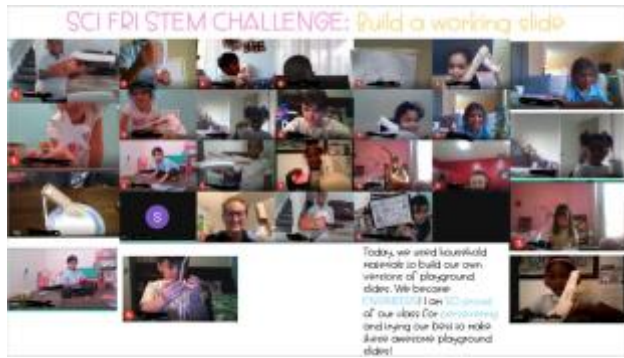 SCI FRI STEM CHALLENGE: Build a working slide
S
Today, we used household
materials to build our own
versions of playground
slides. We became
ENGINEERS! I am SO proud
of our class for persevering
and trying our best to make
these awesome playground
slides!